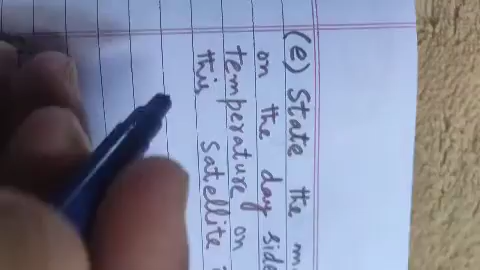 (e) State the
on the day side
temperature on
this satellite